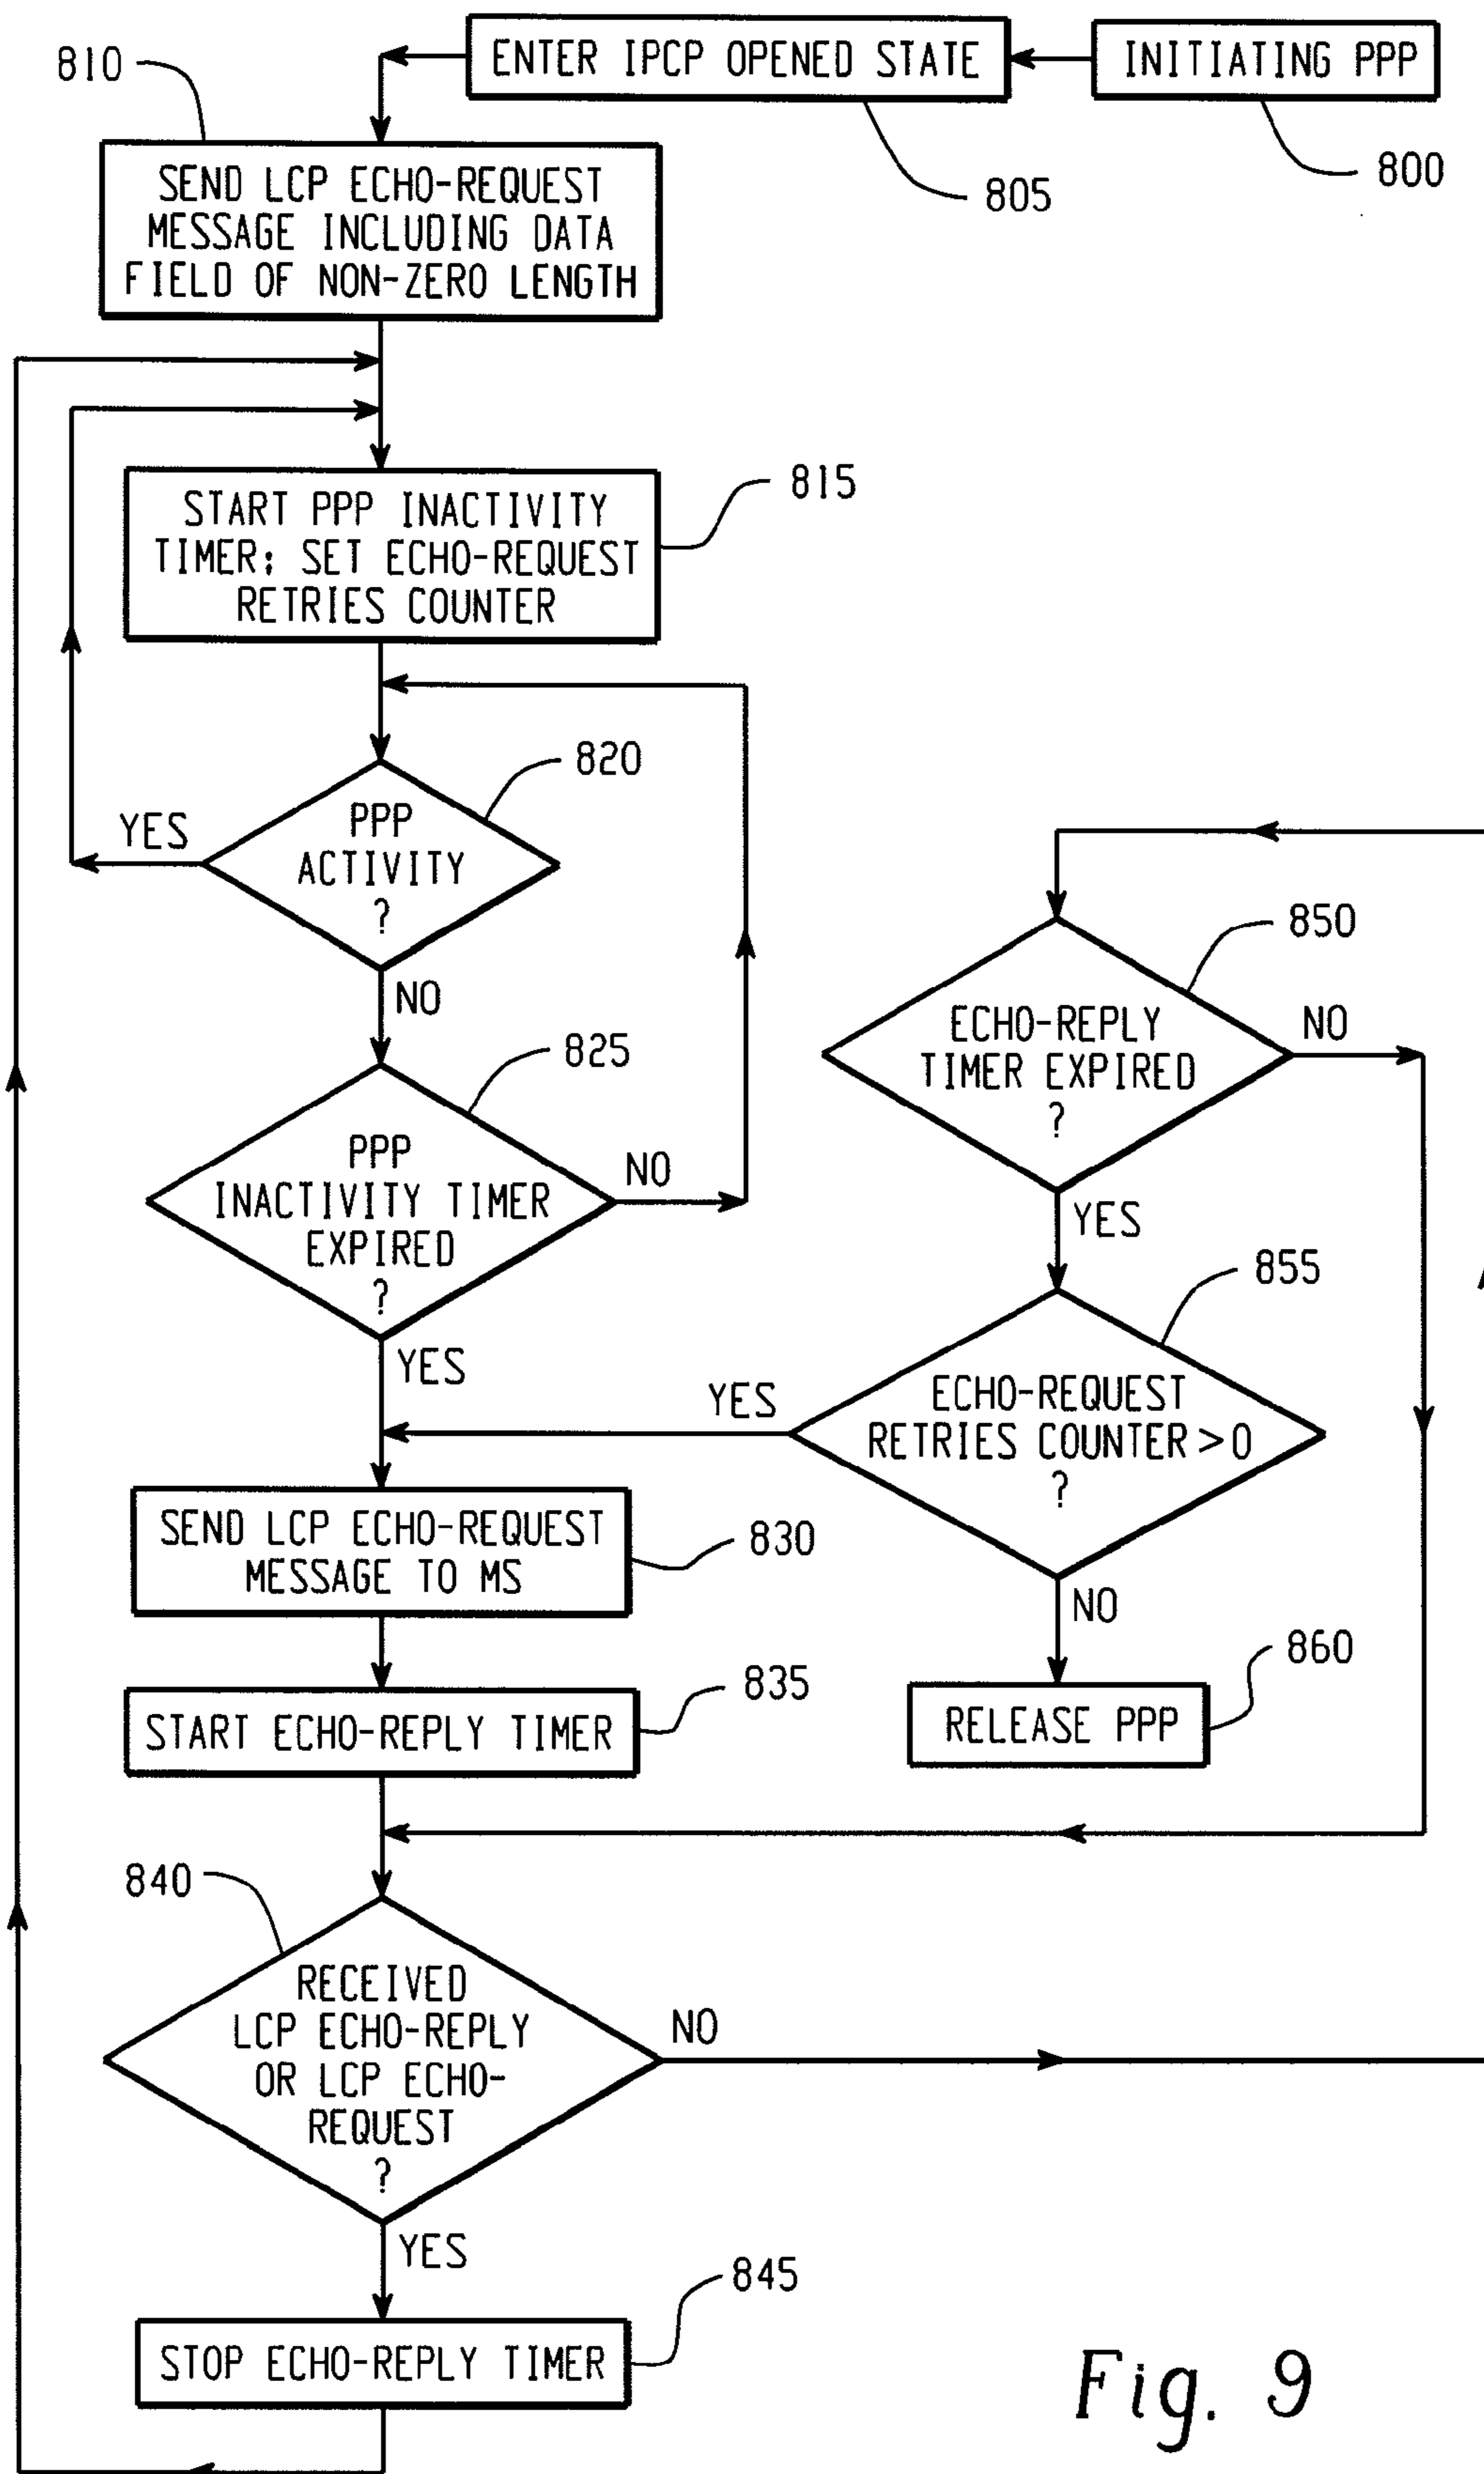 INITIATING PPP
800
ENTER IPCP OPENED STATE
805
810
SEND LCP ECHO-REQUEST
MESSAGE INCLUDING DATA
FIELD OF NON-ZERO LENGTH
815
START PPP INACTIVITY
TIMER; SET ECHO-REQUEST
RETRIES COUNTER
820
PPP
ACTIVITY
?
YES
NO
825
PPP
INACTIVITY TIMER
EXPIRED
?
NO
YES
830
SEND LCP ECHO-REQUEST
MESSAGE TO MS
835
START ECHO-REPLY TIMER
840
RECEIVED
LCP ECHO-REPLY
OR LCP ECHO-
REQUEST
?
NO
YES
845
STOP ECHO-REPLY TIMER
850
ECHO-REPLY
TIMER EXPIRED
?
NO
YES
855
ECHO-REQUEST
RETRIES COUNTER > 0
?
YES
NO
860
RELEASE PPP
Fig. 9